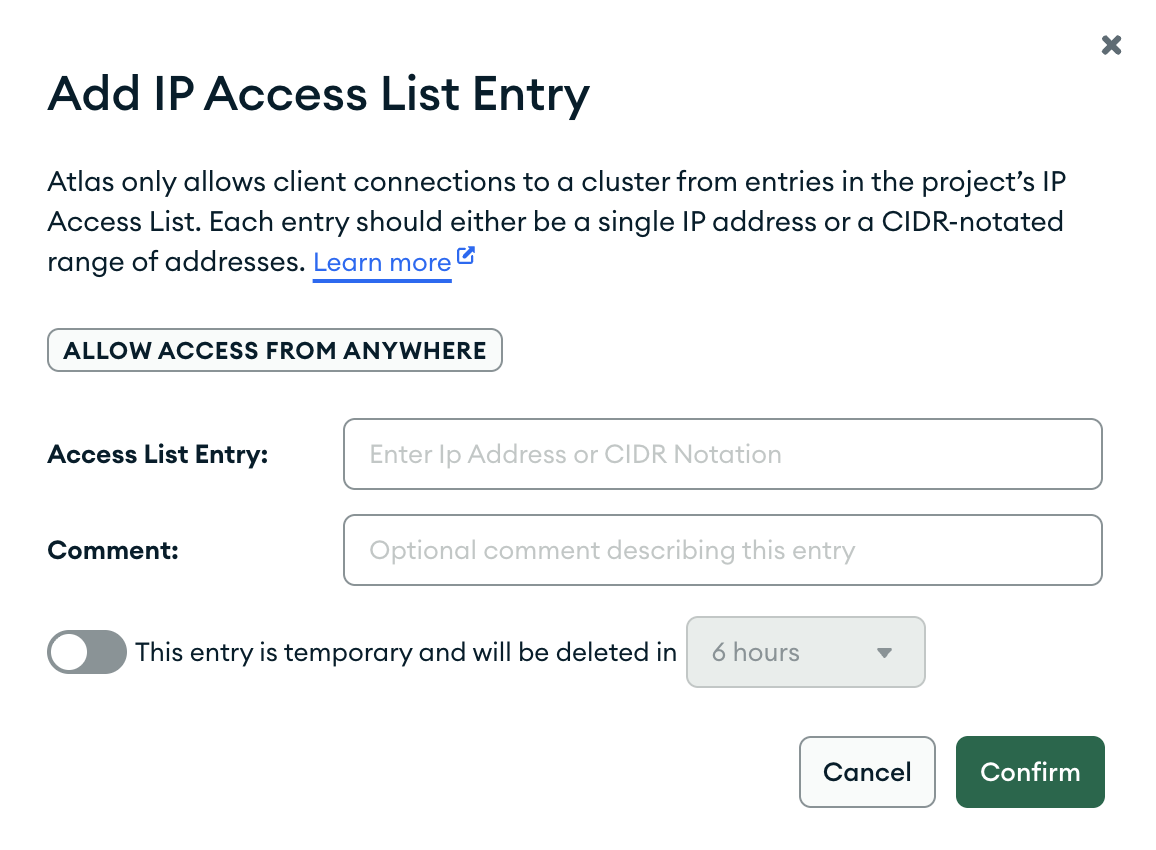 Add IP Access List Entry
Atlas only allows client connections to a cluster from entries in the project’s IP
Access List. Each entry should either be a single IP address or a CIDR-notated
range of addresses. Learn more
ALLOW ACCESS FROM ANYWHERE
Access List Entry: Enter Ip Address or CIDR Notation
Comment: Optional comment describing this entry
This entry is temporary and will be deleted in 6 hours
Cancel Confirm